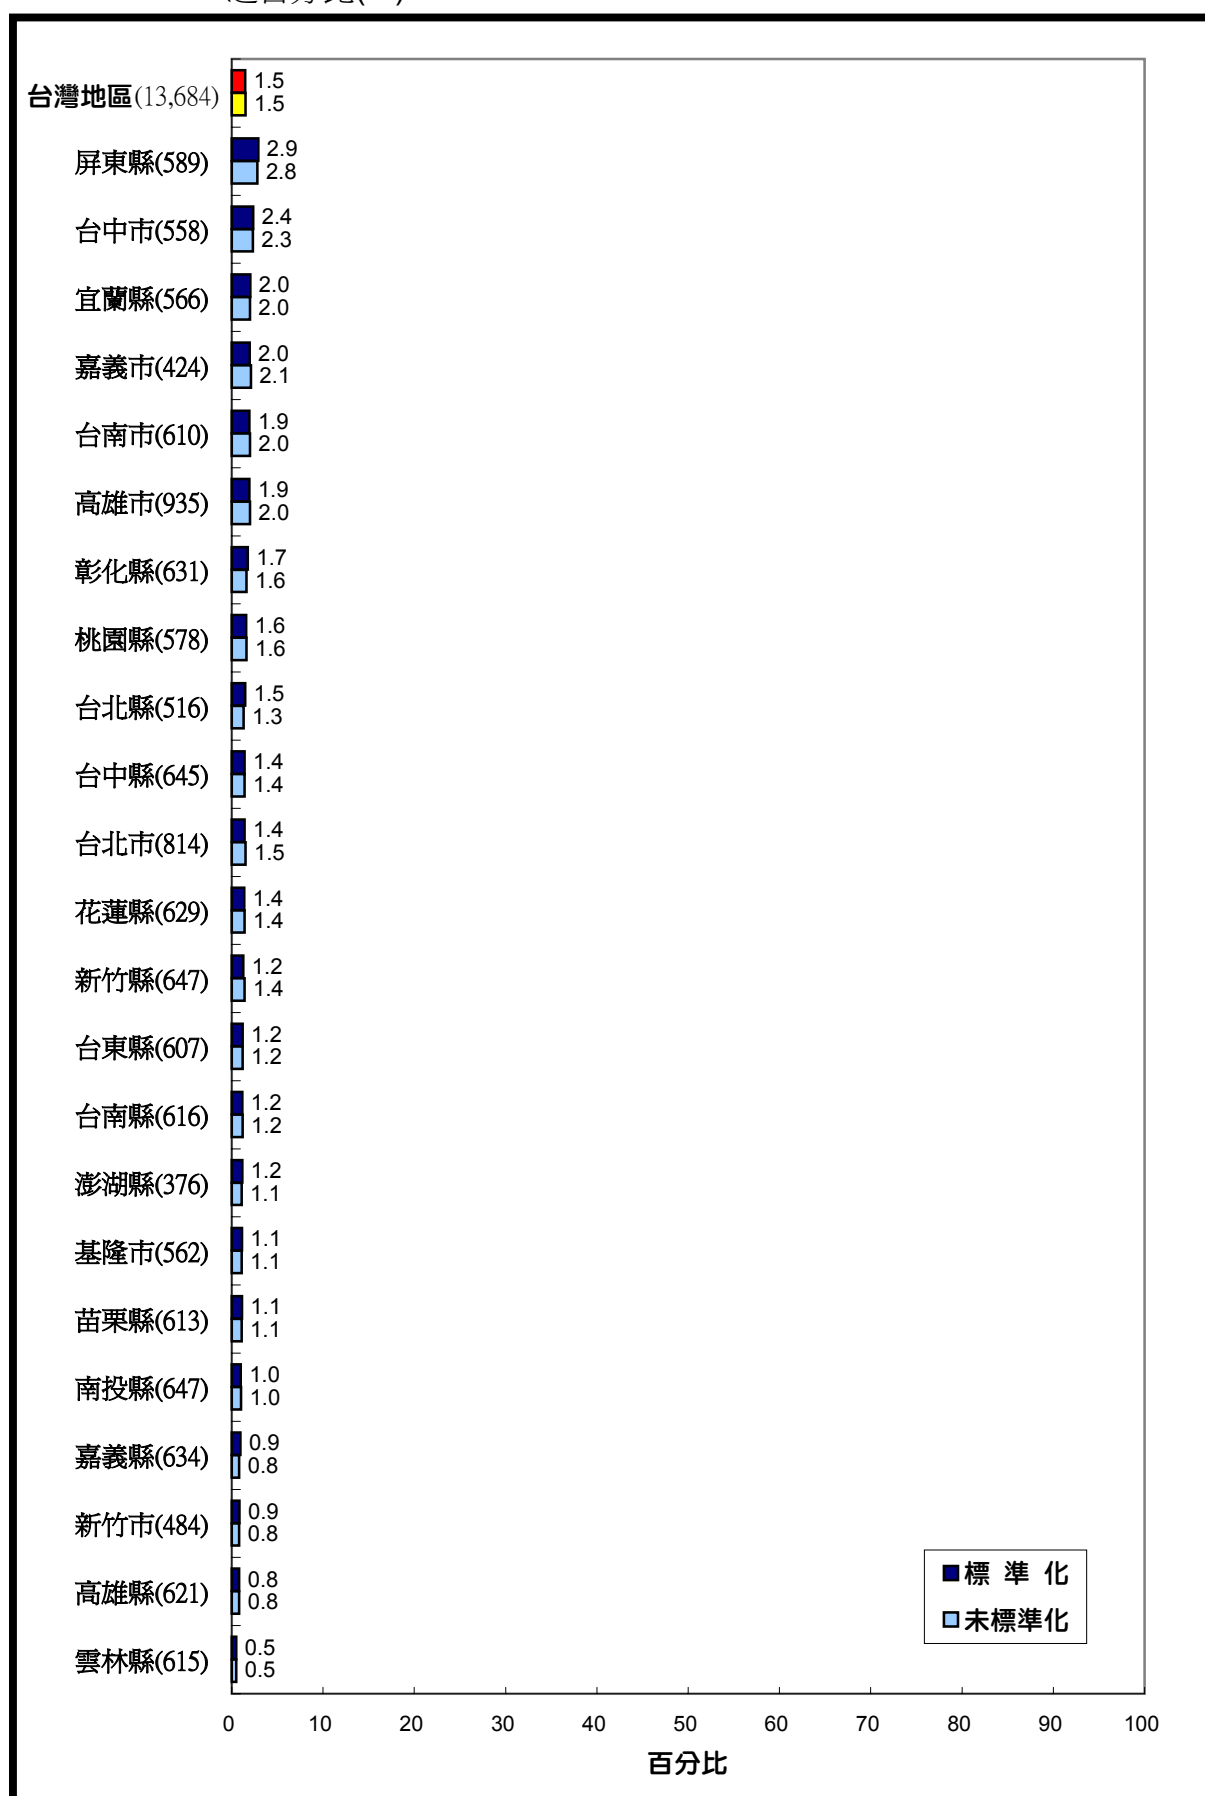 台灣地區(13,684) 1.5
1.5
屏東縣(589) 2.9
2.8
台中市(558) 2.4
2.3
宜蘭縣(566) 2.0
2.0
嘉義市(424) 2.0
2.1
台南市(610) 1.9
2.0
高雄市(935) 1.9
2.0
彰化縣(631) 1.7
1.6
桃園縣(578) 1.6
1.6
台北縣(516) 1.5
1.3
台中縣(645) 1.4
1.4
台北市(814) 1.4
1.5
花蓮縣(629) 1.4
1.4
新竹縣(647) 1.2
1.4
台東縣(607) 1.2
1.2
台南縣(616) 1.2
1.2
澎湖縣(376) 1.2
1.1
基隆市(562) 1.1
1.1
苗栗縣(613) 1.1
1.1
南投縣(647) 1.0
1.0
嘉義縣(634) 0.9
0.8
新竹市(484) 0.9
0.8
高雄縣(621) 0.8
0.8
雲林縣(615) 0.5
0.5
標 準 化
未標準化
0 10 20 30 40 50 60 70 80 90 100
百分比